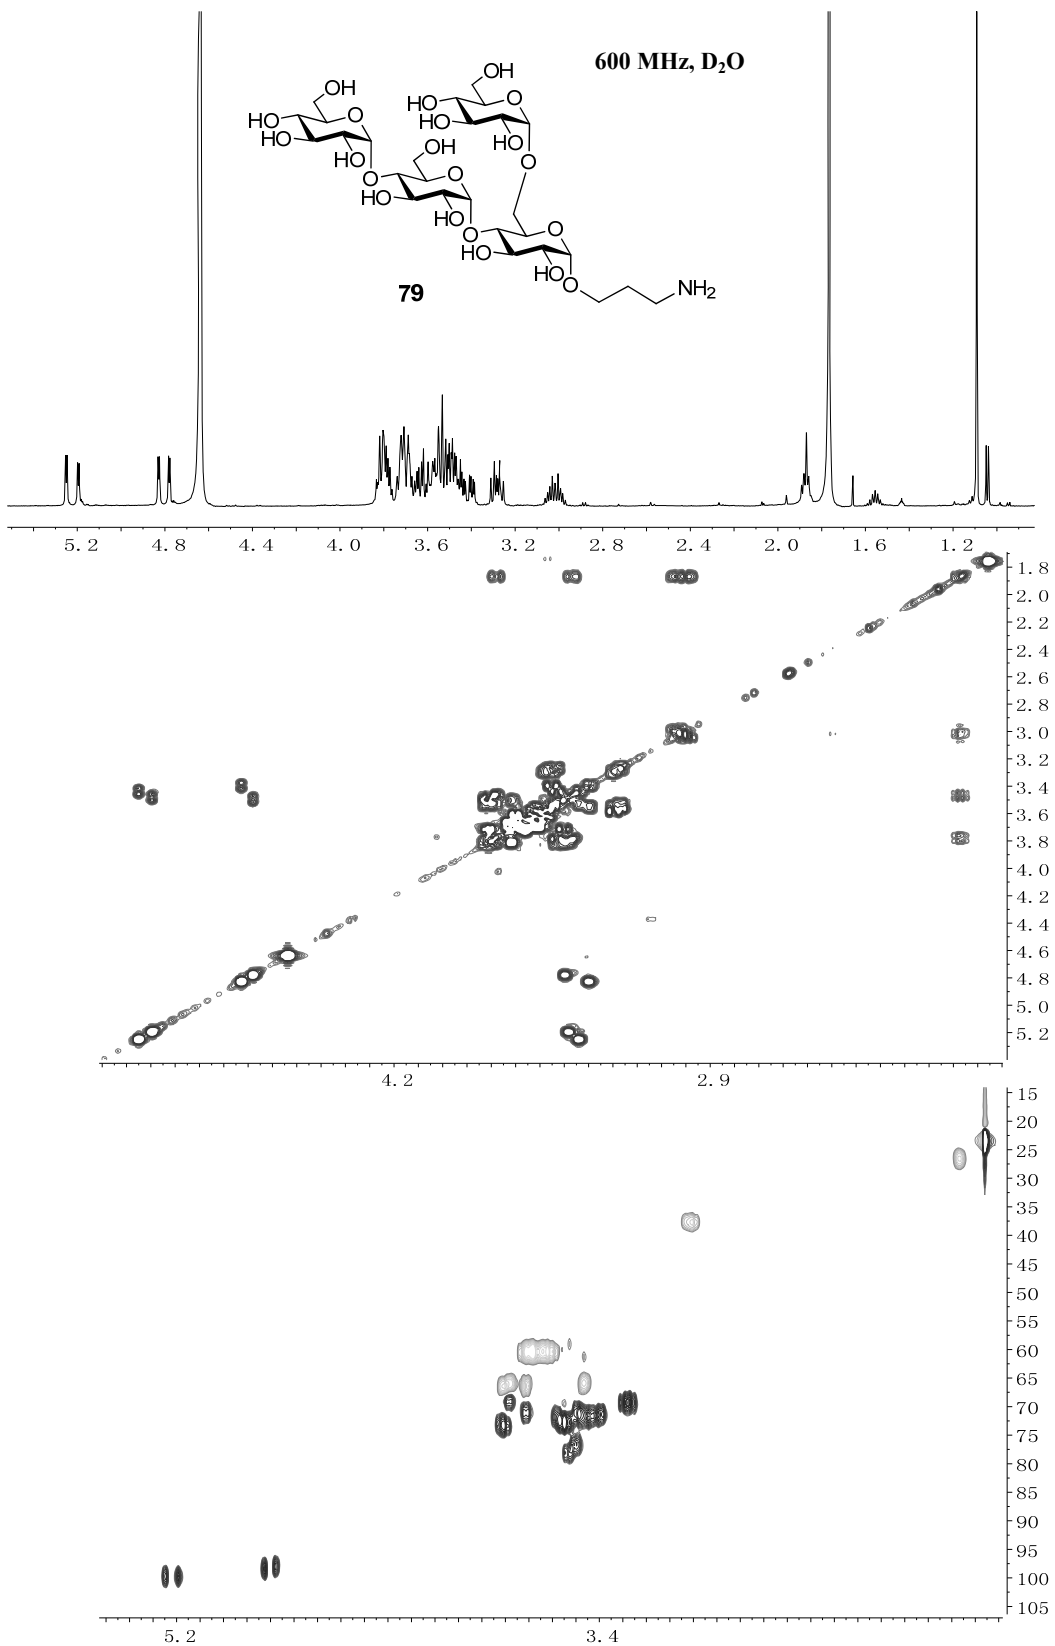 600 MHz, D2O
OH
OH
HO
O
HO
O
HO
HO
HO
HO
OH
O
O
O
HO
HO
O
O
HO
HO
O
NH2
79
5.2 4.8 4.4 4.0 3.6 3.2 2.8 2.4 2.0 1.6 1.2
1.8
2.0
2.2
2.4
2.6
2.8
3.0
3.2
3.4
3.6
3.8
4.0
4.2
4.4
4.6
4.8
5.0
5.2
4.2 2.9
15
20
25
30
35
40
45
50
55
60
65
70
75
80
85
90
95
100
105
5.2 3.4